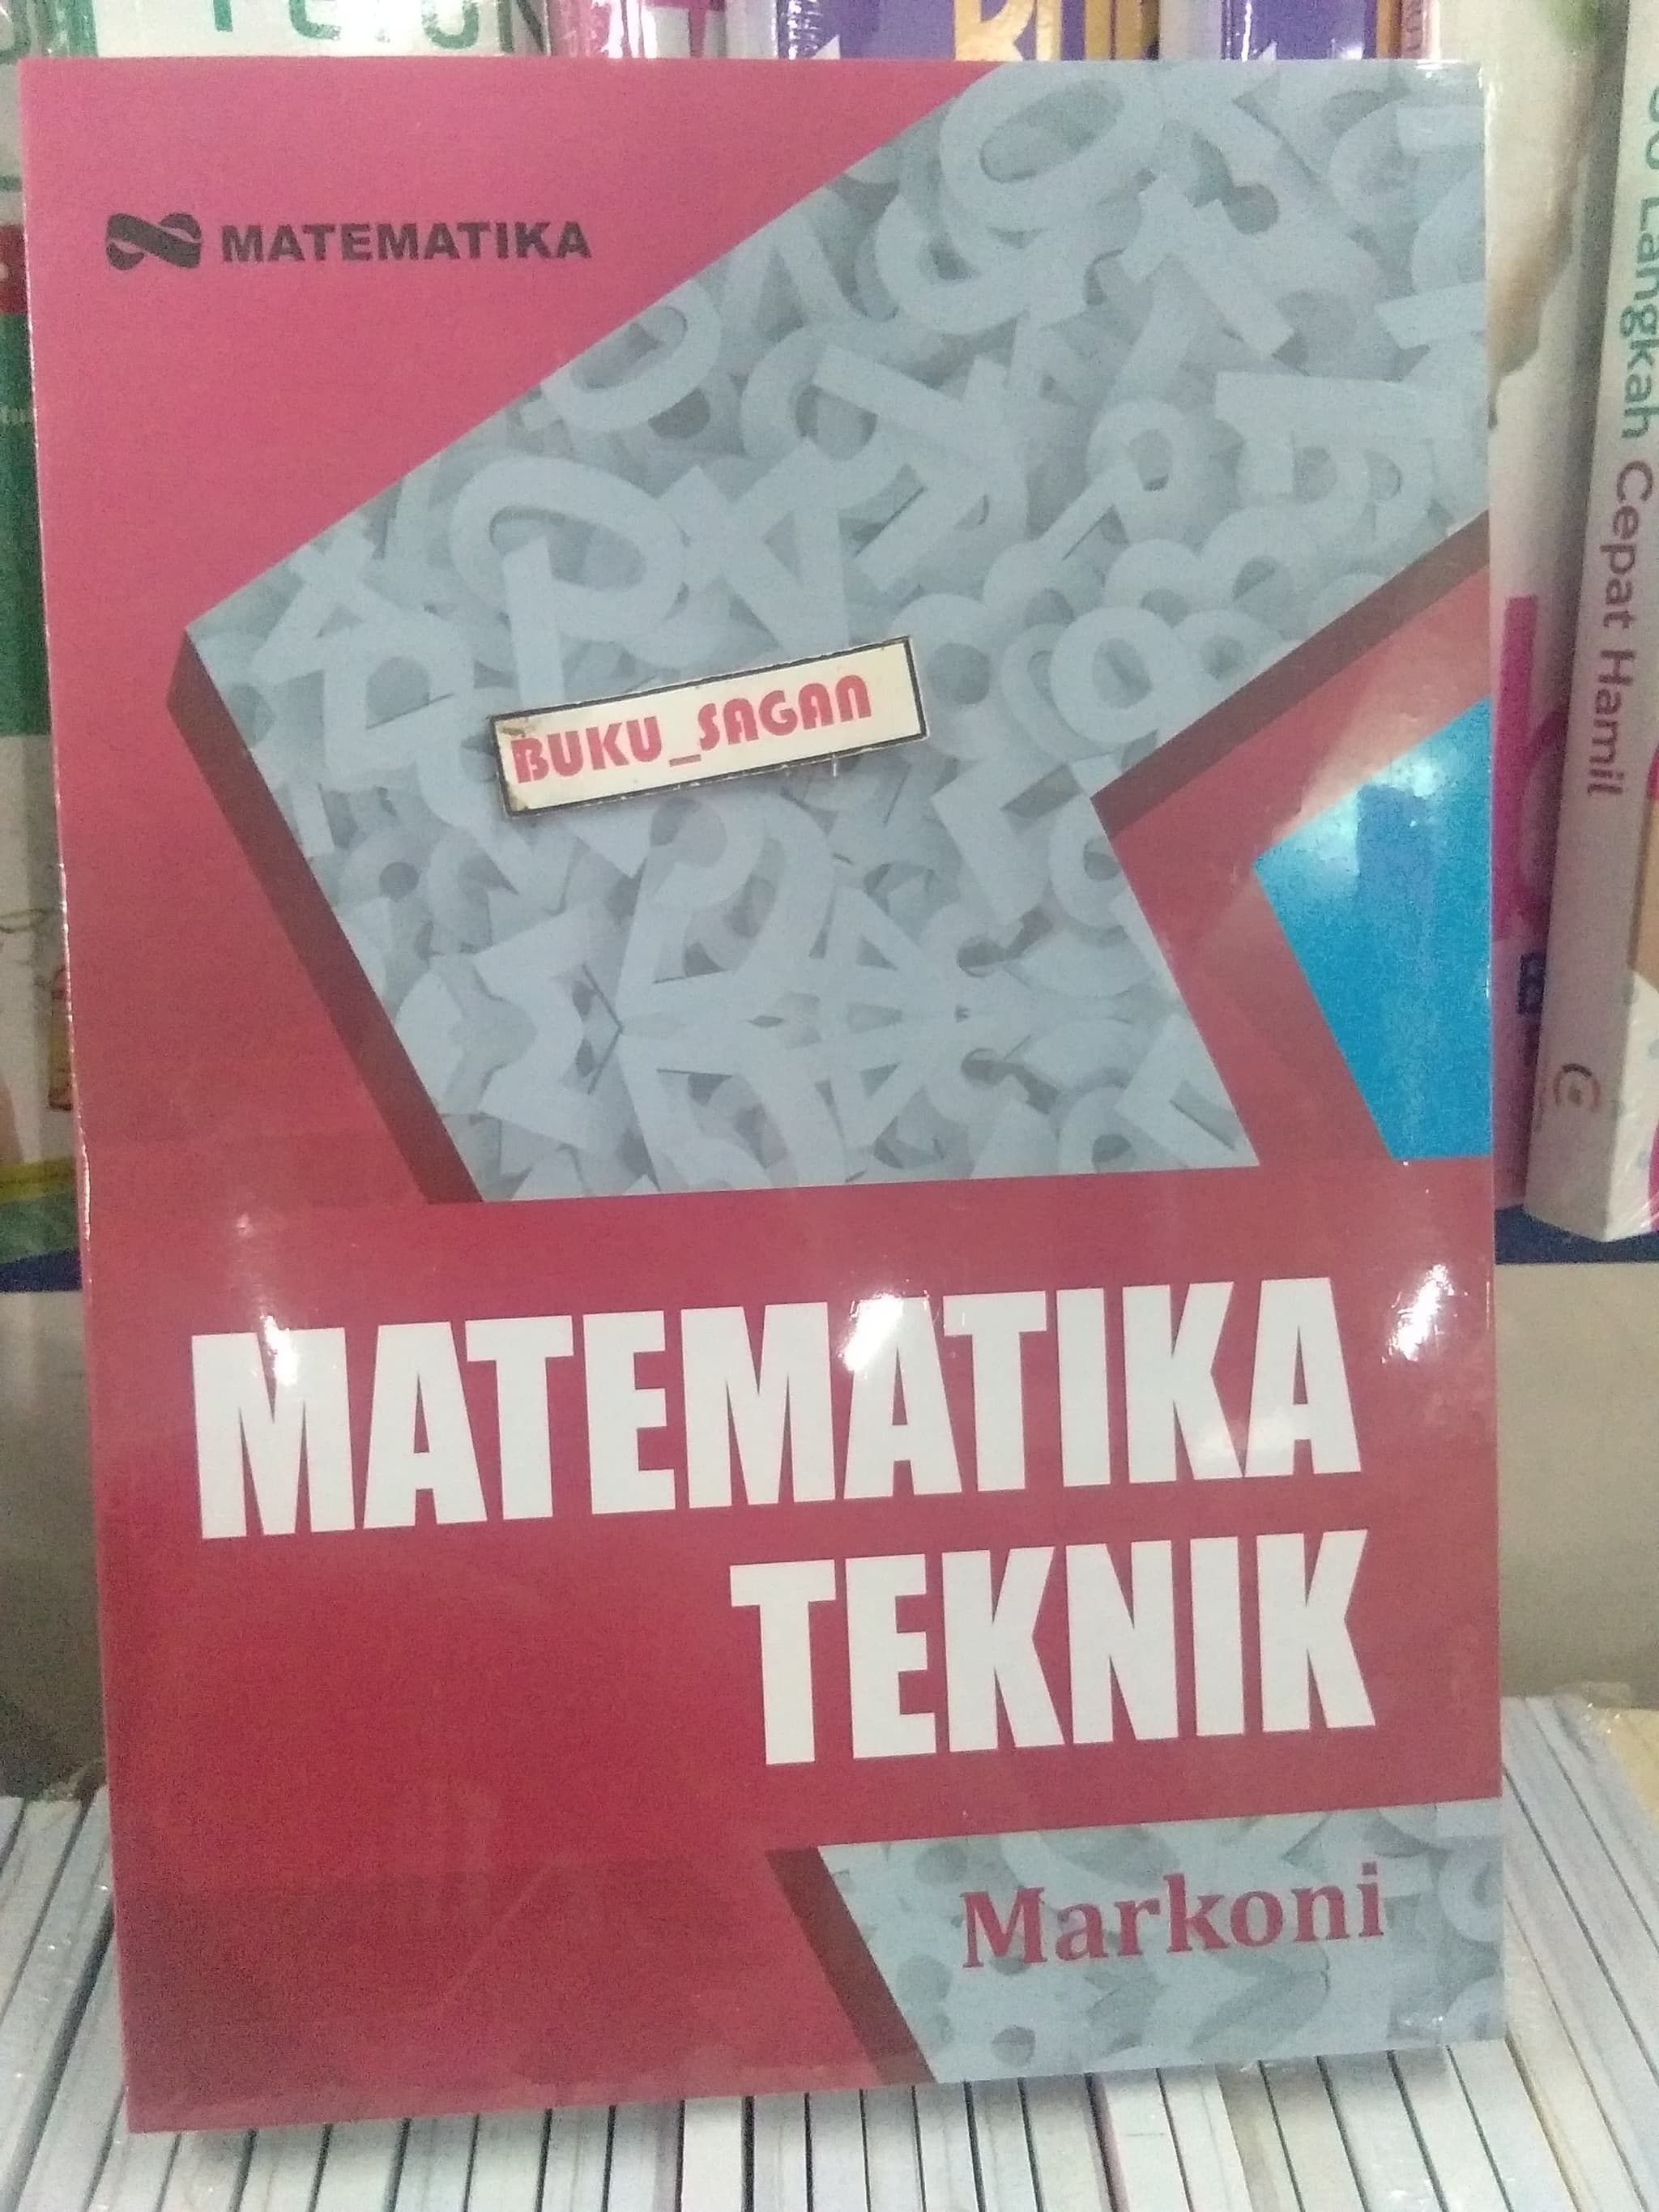 MATEMATIKA
BUKU_SAGAN
MATEMATIKA
TEKNIK
Markoni
Langkah Cepat Hamil